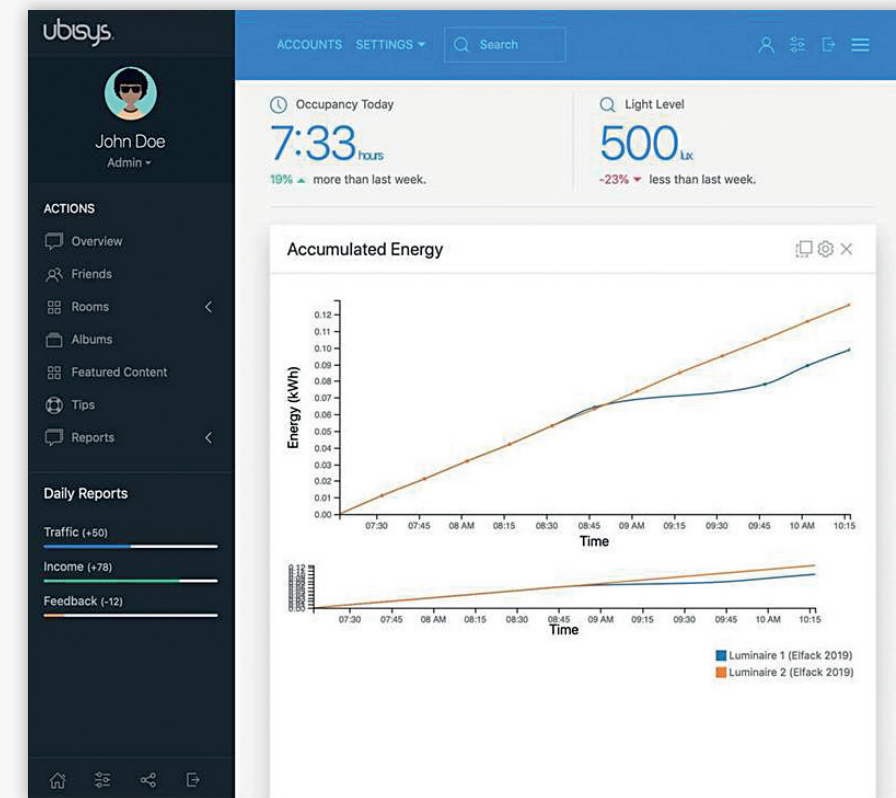 ubisys.
John Doe
Admin
ACTIONS
Overview
Friends
Rooms
Albums
Featured Content
Tips
Reports
Daily Reports
Traffic (+50)
Income (+78)
Feedback (-12)
ACCOUNTS SETTINGS Search
Occupancy Today
7:33 hours
19% more than last week.
Light Level
500 lux
-23% less than last week.
Accumulated Energy
Energy (kWh)
0.12
0.11
0.10
0.09
0.08
0.07
0.06
0.05
0.04
0.03
0.02
0.01
0.00
07:30 07:45 08 AM 08:15 08:30 08:45 09 AM 09:15 09:30 09:45 10 AM 10:15
Time
0.12
0.00
07:30 07:45 08 AM 08:15 08:30 08:45 09 AM 09:15 09:30 09:45 10 AM 10:15
Time
Luminaire 1 (Elfack 2019)
Luminaire 2 (Elfack 2019)